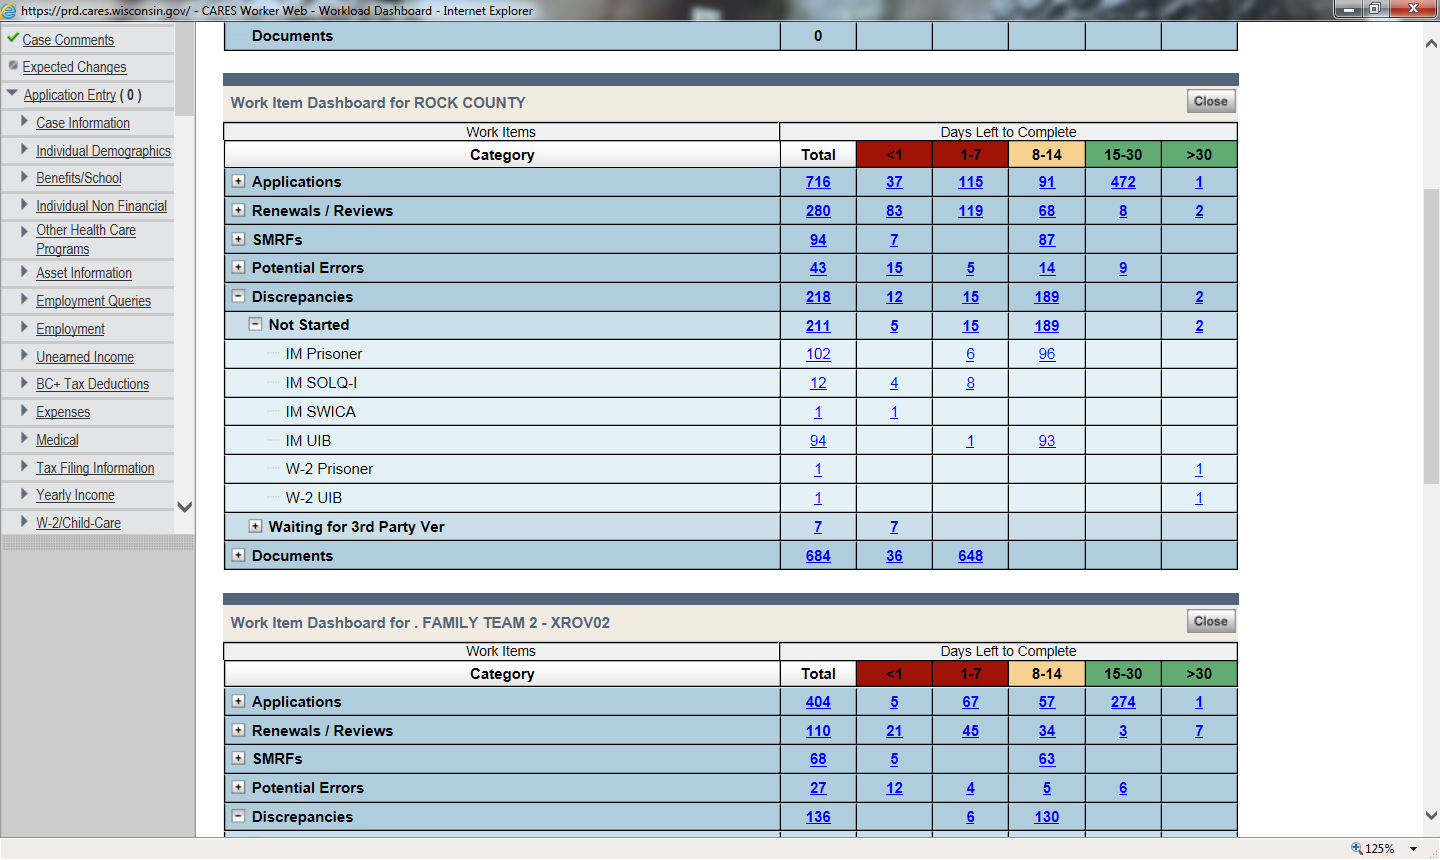 https://prd.cares.wisconsin.gov/ - CARES Worker Web - Workload Dashboard - Internet Explorer
Case Comments
Expected Changes
Application Entry ( 0 )
Case Information
Individual Demographics
Benefits/School
Individual Non Financial
Other Health Care
Programs
Asset Information
Employment Queries
Employment
Unearned Income
BC+ Tax Deductions
Expenses
Medical
Tax Filing Information
Yearly Income
W-2/Child-Care
Documents 0
Work Item Dashboard for ROCK COUNTY Close
Work Items Days Left to Complete
Category Total <1 1-7 8-14 15-30 >30
Applications 716 37 115 91 472 1
Renewals / Reviews 280 83 119 68 8 2
SMRFs 94 7 87
Potential Errors 43 15 5 14 9
Discrepancies 218 12 15 189 2
Not Started 211 5 15 189 2
IM Prisoner 102 6 96
IM SOLQ-I 12 4 8
IM SWICA 1 1
IM UIB 94 1 93
W-2 Prisoner 1 1
W-2 UIB 1 1
Waiting for 3rd Party Ver 7 7
Documents 684 36 648
Work Item Dashboard for . FAMILY TEAM 2 - XROV02 Close
Work Items Days Left to Complete
Category Total <1 1-7 8-14 15-30 >30
Applications 404 5 67 57 274 1
Renewals / Reviews 110 21 45 34 3 7
SMRFs 68 5 63
Potential Errors 27 12 4 5 6
Discrepancies 136 6 130
125%